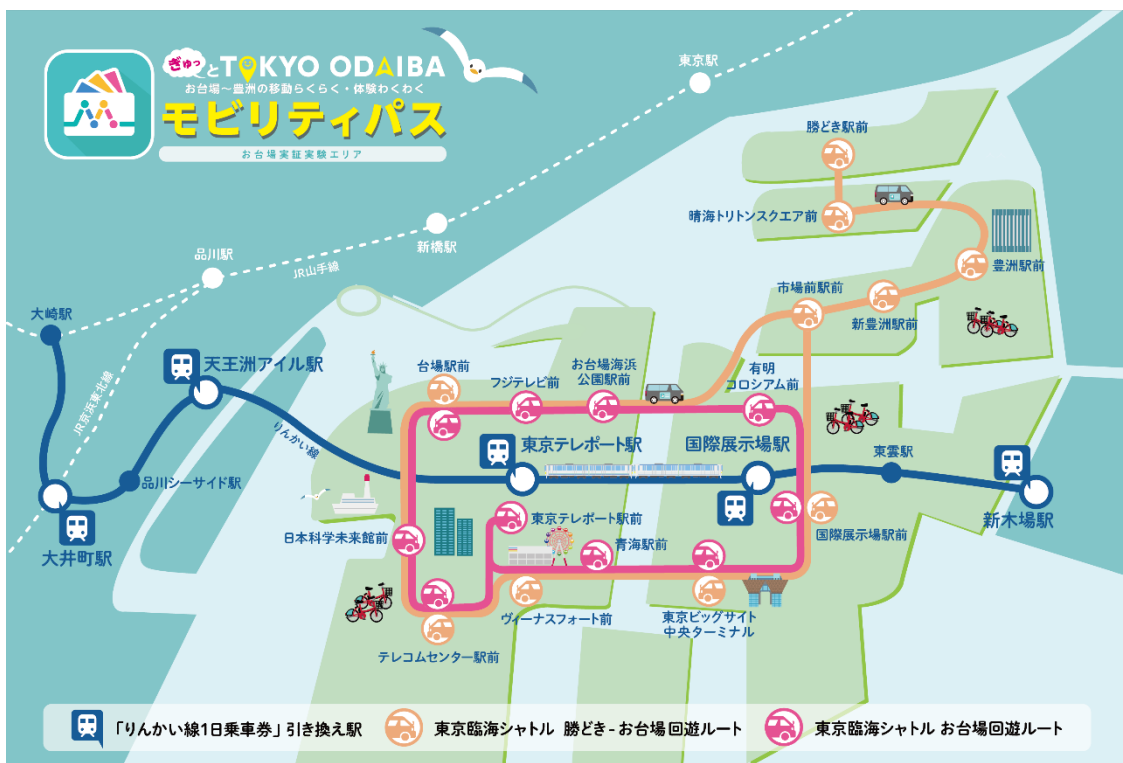 ぎゅっとTOKYO ODAIBA
お台場〜豊洲の移動らくらく・体験わくわく
モビリティパス
お台場実証実験エリア
東京駅
勝どき駅前
晴海トリトンスクエア前
新橋駅
品川駅
JR山手線
豊洲駅前
市場前駅前
新豊洲駅前
大崎駅
天王洲アイル駅
台場駅前
フジテレビ前
お台場海浜
公園駅前
有明
コロシアム前
JR京浜東北線
りんかい線
東京テレポート駅
国際展示場駅
東雲駅
品川シーサイド駅
新木場駅
大井町駅
日本科学未来館前
東京テレポート駅前
青海駅前
国際展示場駅前
ヴィーナスフォート前
東京ビッグサイト
中央ターミナル
テレコムセンター駅前
「りんかい線1日乗車券」引き換え駅
東京臨海シャトル 勝どき-お台場回遊ルート
東京臨海シャトル お台場回遊ルート